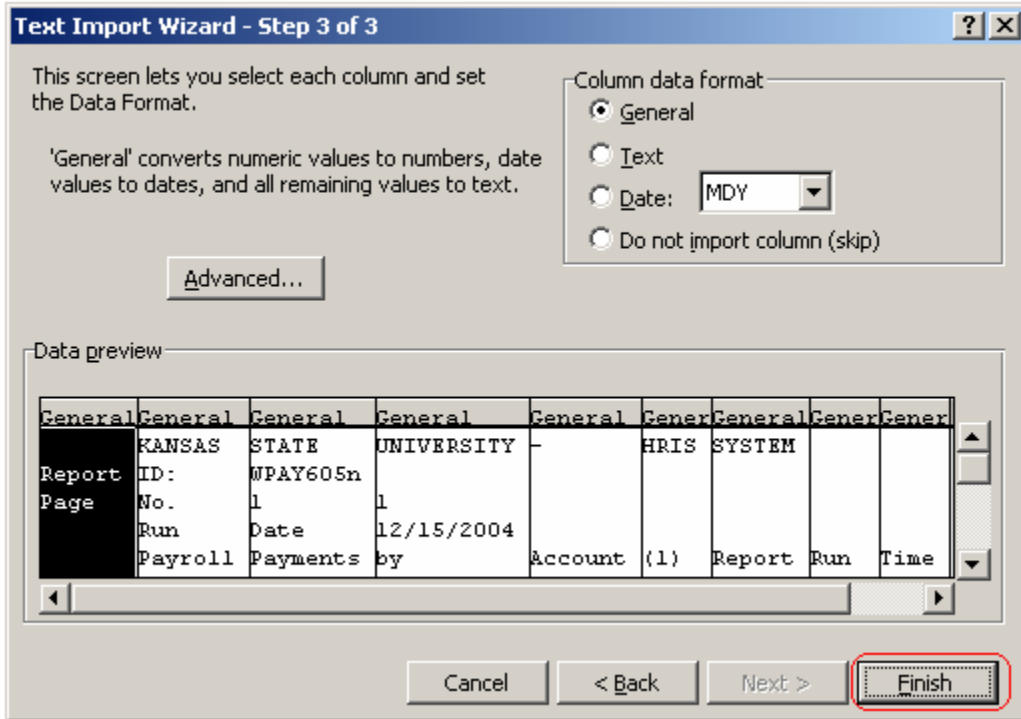 Text Import Wizard - Step 3 of 3
This screen lets you select each column and set
the Data Format.
'General' converts numeric values to numbers, date
values to dates, and all remaining values to text.
Advanced...
Column data format
General
Text
Date: MDY
Do not import column (skip)
Data preview
General General General General General Gener General Gener Gener
KANSAS STATE UNIVERSITY - HRIS SYSTEM
Report ID: WPAY605n
Page No. 1 1
Run Date 12/15/2004
Payroll Payments by Account (1) Report Run Time
Cancel < Back Next > Finish